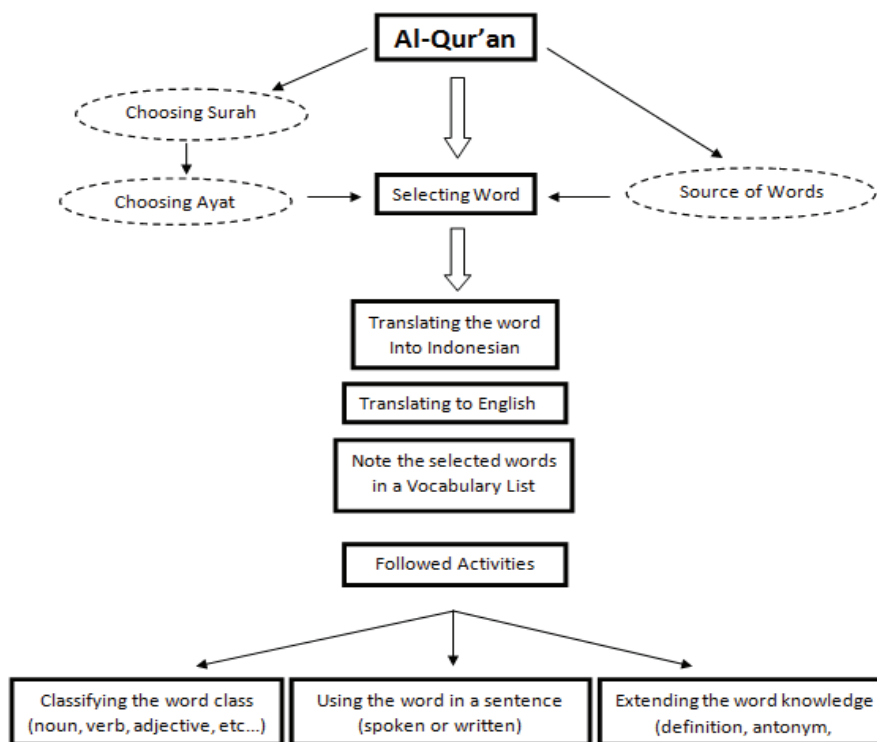 Al-Qur’an
Choosing Surah
Choosing Ayat
Selecting Word
Source of Words
Translating the word
Into Indonesian
Translating to English
Note the selected words
in a Vocabulary List
Followed Activities
Classifying the word class
(noun, verb, adjective, etc...)
Using the word in a sentence
(spoken or written)
Extending the word knowledge
(definition, antonym,